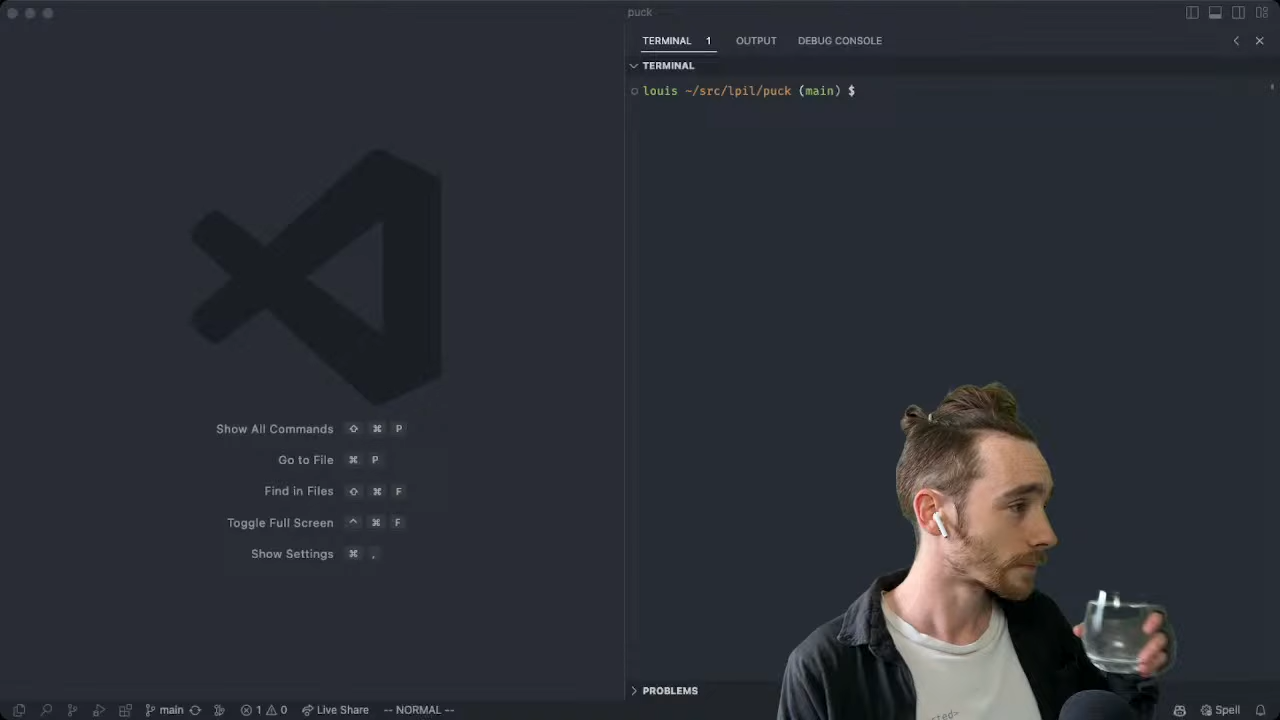 puck
TERMINAL 1 OUTPUT DEBUG CONSOLE
TERMINAL
louis ~/src/lpil/puck (main) $
Show All Commands ⇧ ⌘ P
Go to File ⌘ P
Find in Files ⇧ ⌘ F
Toggle Full Screen ^ ⌘ F
Show Settings ⌘ ,
PROBLEMS
main 1 0 Live Share -- NORMAL -- Spell